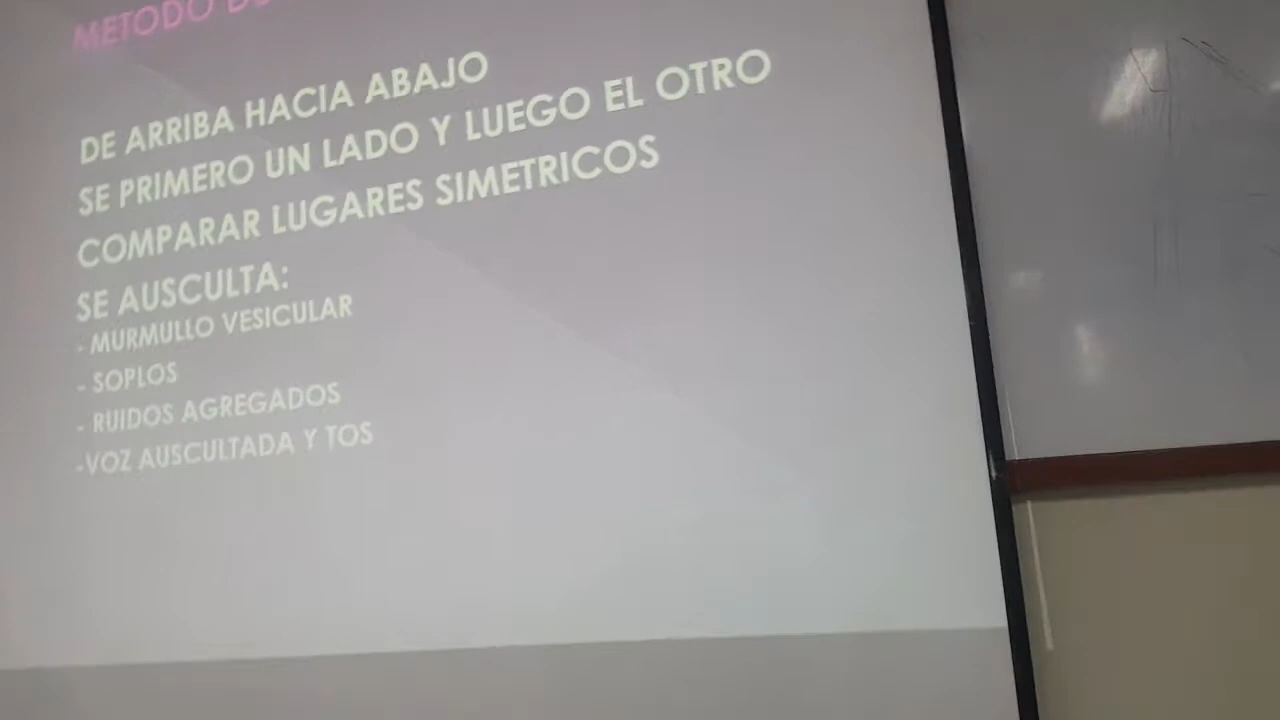 METODO
DE ARRIBA HACIA ABAJO
SE PRIMERO UN LADO Y LUEGO EL OTRO
COMPARAR LUGARES SIMETRICOS
SE AUSCULTA:
- MURMULLO VESICULAR
- SOPLOS
- RUIDOS AGREGADOS
-VOZ AUSCULTADA Y TOS